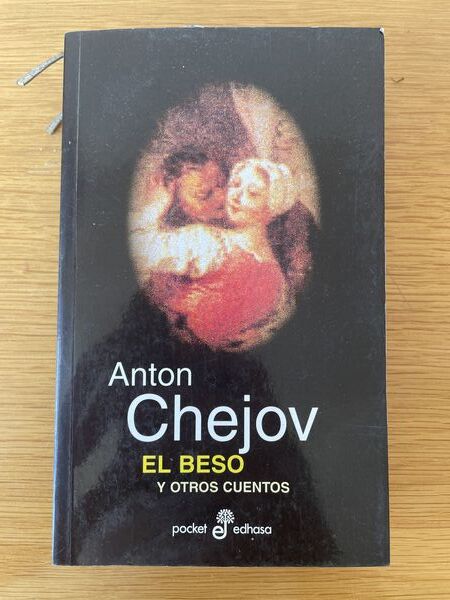 Anton
Chejov
EL BESO
Y OTROS CUENTOS
pocket edhasa